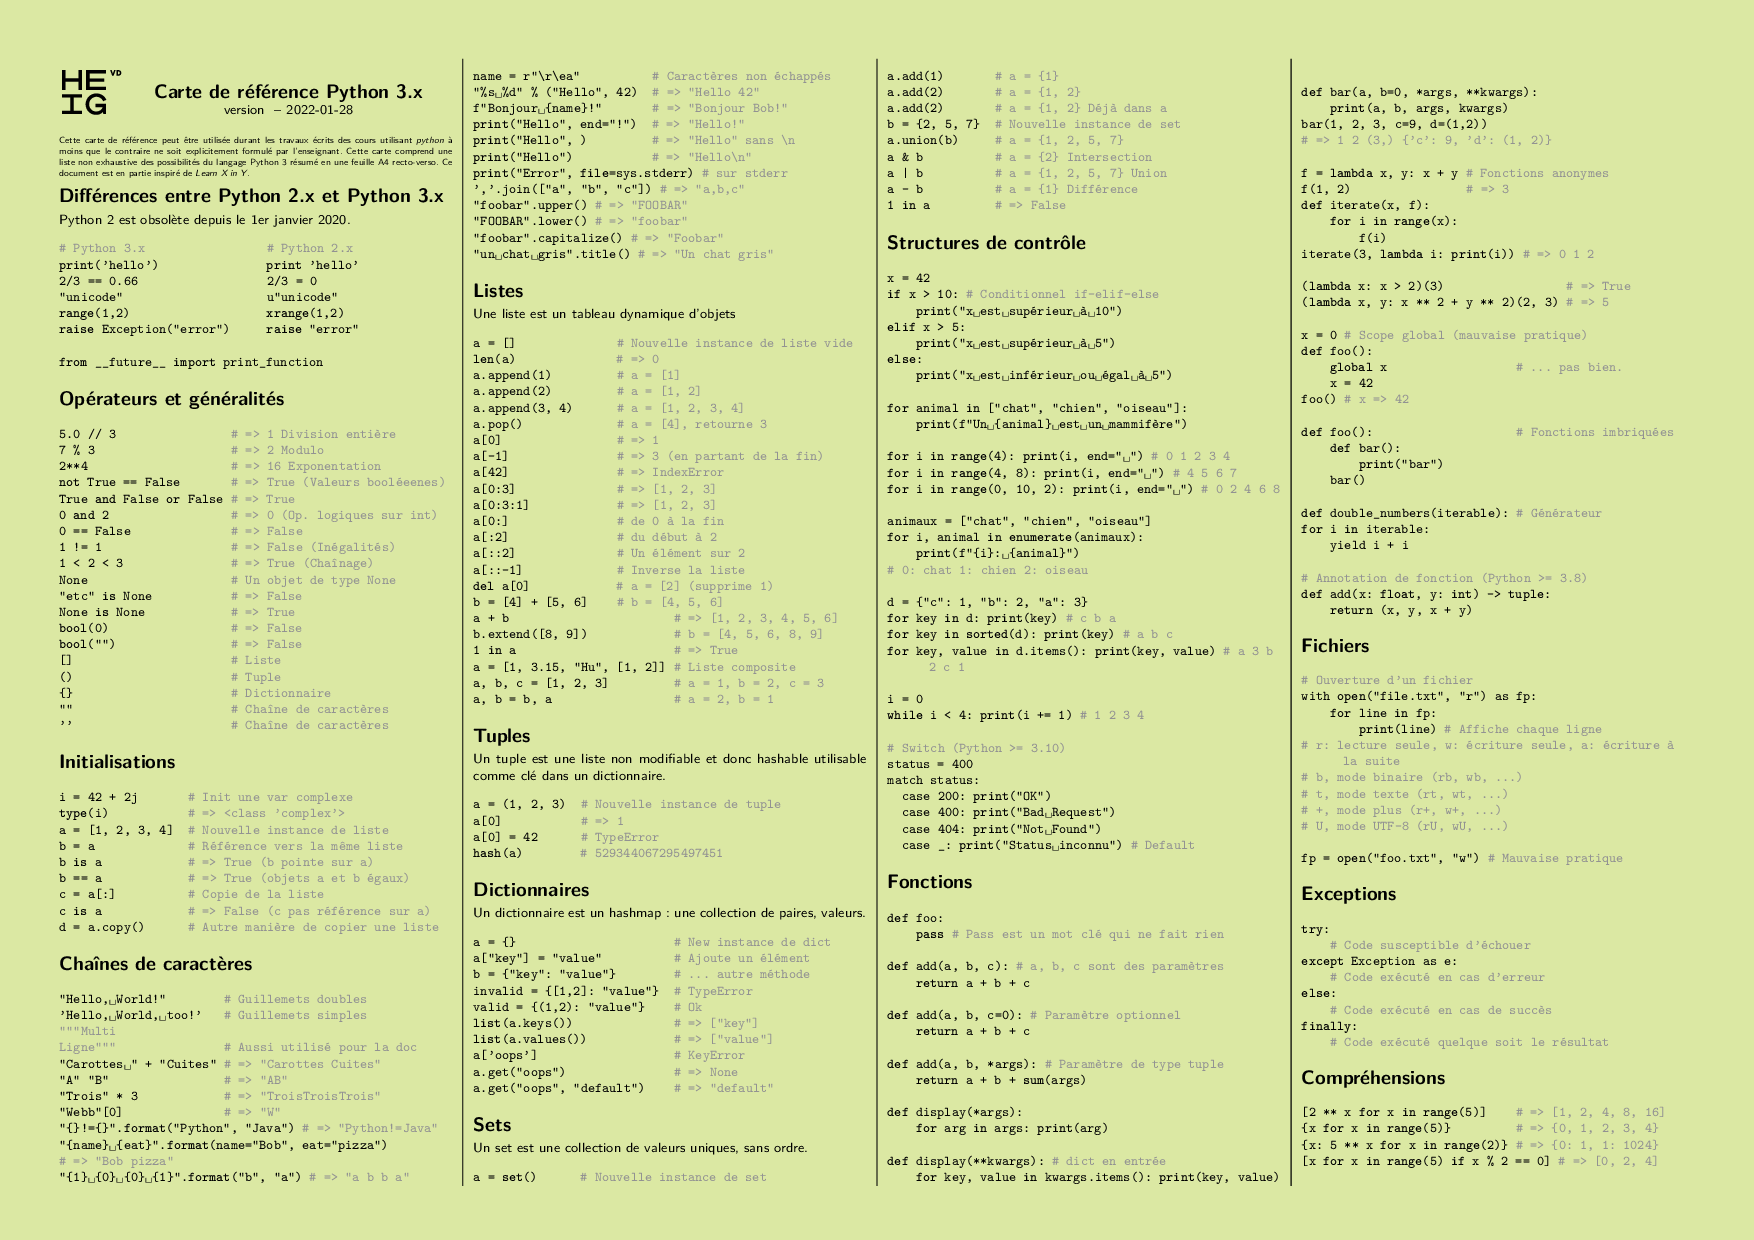 HE VD
IG
Carte de référence Python 3.x
version – 2022-01-28
Cette carte de référence peut être utilisée durant les travaux écrits des cours utilisant python à
moins que le contraire ne soit explicitement formulé par l'enseignant. Cette carte comprend une
liste non exhaustive des possibilités du langage Python 3 résumé en une feuille A4 recto-verso. Ce
document est en partie inspiré de Learn X in Y.
Différences entre Python 2.x et Python 3.x
Python 2 est obsolète depuis le 1er janvier 2020.
# Python 3.x # Python 2.x
print('hello') print 'hello'
2/3 == 0.66 2/3 = 0
"unicode" u"unicode"
range(1,2) xrange(1,2)
raise Exception("error") raise "error"
from __future__ import print_function
Opérateurs et généralités
5.0 // 3 # => 1 Division entière
7 % 3 # => 2 Modulo
2**4 # => 16 Exponentation
not True == False # => True (Valeurs booléeenes)
True and False or False # => True
0 and 2 # => 0 (Op. logiques sur int)
0 == False # => False
1 != 1 # => False (Inégalités)
1 < 2 < 3 # => True (Chaînage)
None # Un objet de type None
"etc" is None # => False
None is None # => True
bool(0) # => False
bool("") # => False
[] # Liste
() # Tuple
{} # Dictionnaire
"" # Chaîne de caractères
'' # Chaîne de caractères
Initialisations
i = 42 + 2j # Init une var complexe
type(i) # => <class 'complex'>
a = [1, 2, 3, 4] # Nouvelle instance de liste
b = a # Référence vers la même liste
b is a # => True (b pointe sur a)
b == a # => True (objets a et b égaux)
c = a[:] # Copie de la liste
c is a # => False (c pas référence sur a)
d = a.copy() # Autre manière de copier une liste
Chaînes de caractères
"Hello,␣World!" # Guillemets doubles
'Hello,␣World,␣too!' # Guillemets simples
"""Multi
Ligne""" # Aussi utilisé pour la doc
"Carottes␣" + "Cuites" # => "Carottes Cuites"
"A" "B" # => "AB"
"Trois" * 3 # => "TroisTroisTrois"
"Webb"[0] # => "W"
"{}!={}".format("Python", "Java") # => "Python!=Java"
"{name}␣{eat}".format(name="Bob", eat="pizza")
# => "Bob pizza"
"{1}␣{0}␣{0}␣{1}".format("b", "a") # => "a b b a"
name = r"\r\ea" # Caractères non échappés
"%s␣%d" % ("Hello", 42) # => "Hello 42"
f"Bonjour␣{name}!" # => "Bonjour Bob!"
print("Hello", end="!") # => "Hello!"
print("Hello", ) # => "Hello" sans \n
print("Hello") # => "Hello\n"
print("Error", file=sys.stderr) # sur stderr
','.join(["a", "b", "c"]) # => "a,b,c"
"foobar".upper() # => "FOOBAR"
"FOOBAR".lower() # => "foobar"
"foobar".capitalize() # => "Foobar"
"un␣chat␣gris".title() # => "Un chat gris"
Listes
Une liste est un tableau dynamique d'objets
a = [] # Nouvelle instance de liste vide
len(a) # => 0
a.append(1) # a = [1]
a.append(2) # a = [1, 2]
a.append(3, 4) # a = [1, 2, 3, 4]
a.pop() # a = [4], retourne 3
a[0] # => 1
a[-1] # => 3 (en partant de la fin)
a[42] # => IndexError
a[0:3] # => [1, 2, 3]
a[0:3:1] # => [1, 2, 3]
a[0:] # de 0 à la fin
a[:2] # du début à 2
a[::2] # Un élément sur 2
a[::-1] # Inverse la liste
del a[0] # a = [2] (supprime 1)
b = [4] + [5, 6] # b = [4, 5, 6]
a + b # => [1, 2, 3, 4, 5, 6]
b.extend([8, 9]) # b = [4, 5, 6, 8, 9]
1 in a # => True
a = [1, 3.15, "Hu", [1, 2]] # Liste composite
a, b, c = [1, 2, 3] # a = 1, b = 2, c = 3
a, b = b, a # a = 2, b = 1
Tuples
Un tuple est une liste non modifiable et donc hashable utilisable
comme clé dans un dictionnaire.
a = (1, 2, 3) # Nouvelle instance de tuple
a[0] # => 1
a[0] = 42 # TypeError
hash(a) # 529344067295497451
Dictionnaires
Un dictionnaire est un hashmap : une collection de paires, valeurs.
a = {} # New instance de dict
a["key"] = "value" # Ajoute un élément
b = {"key": "value"} # ... autre méthode
invalid = {[1,2]: "value"} # TypeError
valid = {(1,2): "value"} # Ok
list(a.keys()) # => ["key"]
list(a.values()) # => ["value"]
a['oops'] # KeyError
a.get("oops") # => None
a.get("oops", "default") # => "default"
Sets
Un set est une collection de valeurs uniques, sans ordre.
a = set() # Nouvelle instance de set
a.add(1) # a = {1}
a.add(2) # a = {1, 2}
a.add(2) # a = {1, 2} Déjà dans a
b = {2, 5, 7} # Nouvelle instance de set
a.union(b) # a = {1, 2, 5, 7}
a & b # a = {2} Intersection
a | b # a = {1, 2, 5, 7} Union
a - b # a = {1} Différence
1 in a # => False
Structures de contrôle
x = 42
if x > 10: # Conditionnel if-elif-else
print("x␣est␣supérieur␣à␣10")
elif x > 5:
print("x␣est␣supérieur␣à␣5")
else:
print("x␣est␣inférieur␣ou␣égal␣à␣5")
for animal in ["chat", "chien", "oiseau"]:
print(f"Un␣{animal}␣est␣un␣mammifère")
for i in range(4): print(i, end="␣") # 0 1 2 3 4
for i in range(4, 8): print(i, end="␣") # 4 5 6 7
for i in range(0, 10, 2): print(i, end="␣") # 0 2 4 6 8
animaux = ["chat", "chien", "oiseau"]
for i, animal in enumerate(animaux):
print(f"{i}:␣{animal}")
# 0: chat 1: chien 2: oiseau
d = {"c": 1, "b": 2, "a": 3}
for key in d: print(key) # c b a
for key in sorted(d): print(key) # a b c
for key, value in d.items(): print(key, value) # a 3 b
2 c 1
i = 0
while i < 4: print(i += 1) # 1 2 3 4
# Switch (Python >= 3.10)
status = 400
match status:
case 200: print("OK")
case 400: print("Bad␣Request")
case 404: print("Not␣Found")
case _: print("Status␣inconnu") # Default
Fonctions
def foo:
pass # Pass est un mot clé qui ne fait rien
def add(a, b, c): # a, b, c sont des paramètres
return a + b + c
def add(a, b, c=0): # Paramètre optionnel
return a + b + c
def add(a, b, *args): # Paramètre de type tuple
return a + b + sum(args)
def display(*args):
for arg in args: print(arg)
def display(**kwargs): # dict en entrée
for key, value in kwargs.items(): print(key, value)
def bar(a, b=0, *args, **kwargs):
print(a, b, args, kwargs)
bar(1, 2, 3, c=9, d=(1,2))
# => 1 2 (3,) {'c': 9, 'd': (1, 2)}
f = lambda x, y: x + y # Fonctions anonymes
f(1, 2) # => 3
def iterate(x, f):
for i in range(x):
f(i)
iterate(3, lambda i: print(i)) # => 0 1 2
(lambda x: x > 2)(3) # => True
(lambda x, y: x ** 2 + y ** 2)(2, 3) # => 5
x = 0 # Scope global (mauvaise pratique)
def foo():
global x # ... pas bien.
x = 42
foo() # x => 42
def foo(): # Fonctions imbriquées
def bar():
print("bar")
bar()
def double_numbers(iterable): # Générateur
for i in iterable:
yield i + i
# Annotation de fonction (Python >= 3.8)
def add(x: float, y: int) -> tuple:
return (x, y, x + y)
Fichiers
# Ouverture d'un fichier
with open("file.txt", "r") as fp:
for line in fp:
print(line) # Affiche chaque ligne
# r: lecture seule, w: écriture seule, a: écriture à
la suite
# b, mode binaire (rb, wb, ...)
# t, mode texte (rt, wt, ...)
# +, mode plus (r+, w+, ...)
# U, mode UTF-8 (rU, wU, ...)
fp = open("foo.txt", "w") # Mauvaise pratique
Exceptions
try:
# Code susceptible d'échouer
except Exception as e:
# Code exécuté en cas d'erreur
else:
# Code exécuté en cas de succès
finally:
# Code exécuté quelque soit le résultat
Compréhensions
[2 ** x for x in range(5)] # => [1, 2, 4, 8, 16]
{x for x in range(5)} # => {0, 1, 2, 3, 4}
{x: 5 ** x for x in range(2)} # => {0: 1, 1: 1024}
[x for x in range(5) if x % 2 == 0] # => [0, 2, 4]